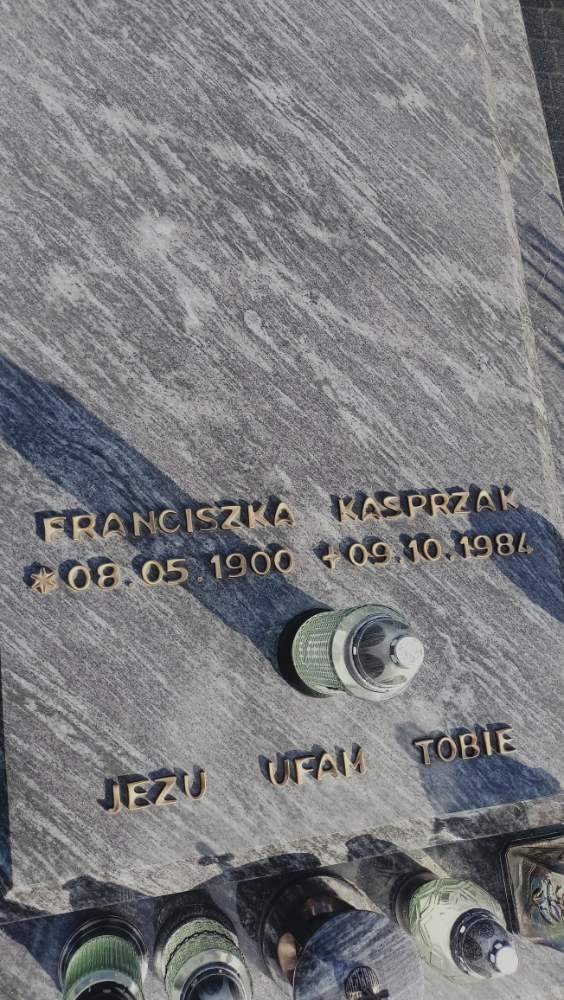 FRANCISZKA KASPRZAK
* 08.05.1900 +09.10.1984
JEZU UFAM TOBIE